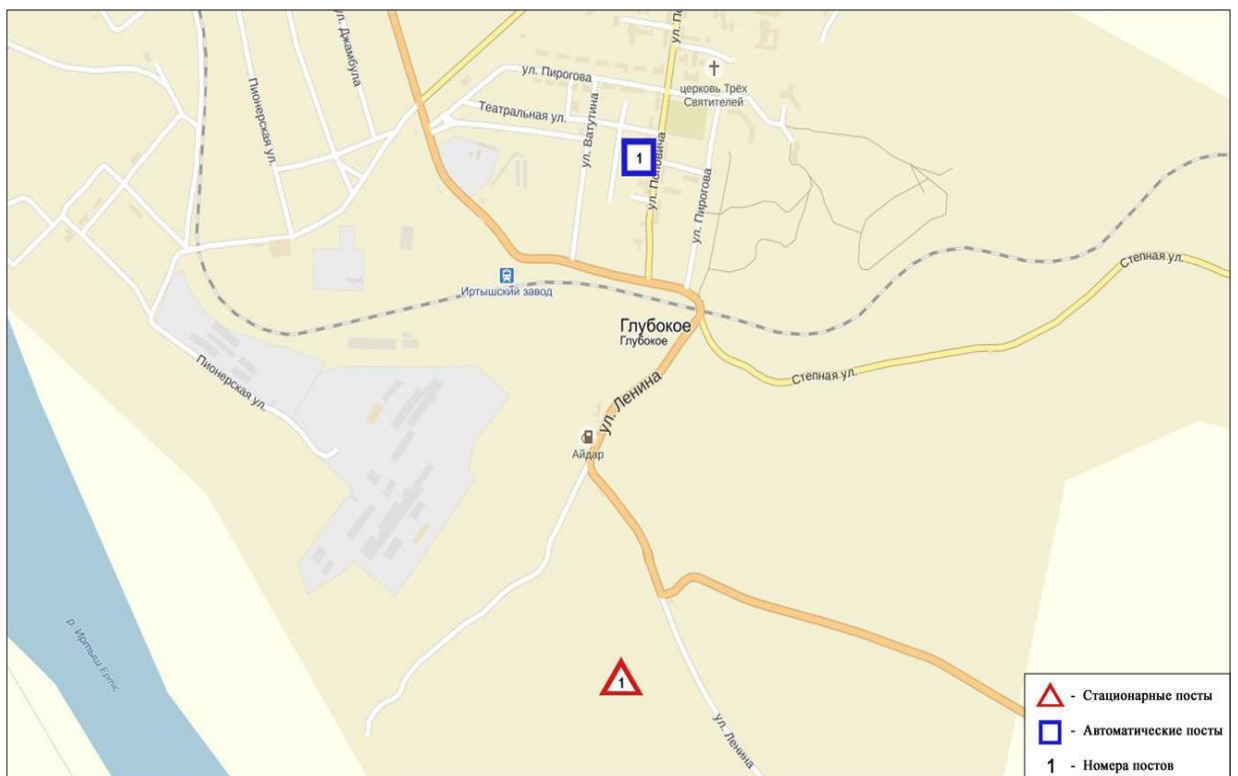 ул. По
ул. Джамбула
Пионерская ул.
ул. Пирогова
церковь Трёх
Святителей
Театральная ул.
ул. Ватутина
1
ул. Поповича
ул. Пирогова
Степная ул.
Иртышский завод
Глубокое
Глубокое
Степная ул.
Пионерская ул.
ул. Ленина
Айдар
р. Иртыш Ертіс
1
ул. Ленина
- Стационарные посты
- Автоматические посты
1 - Номера постов